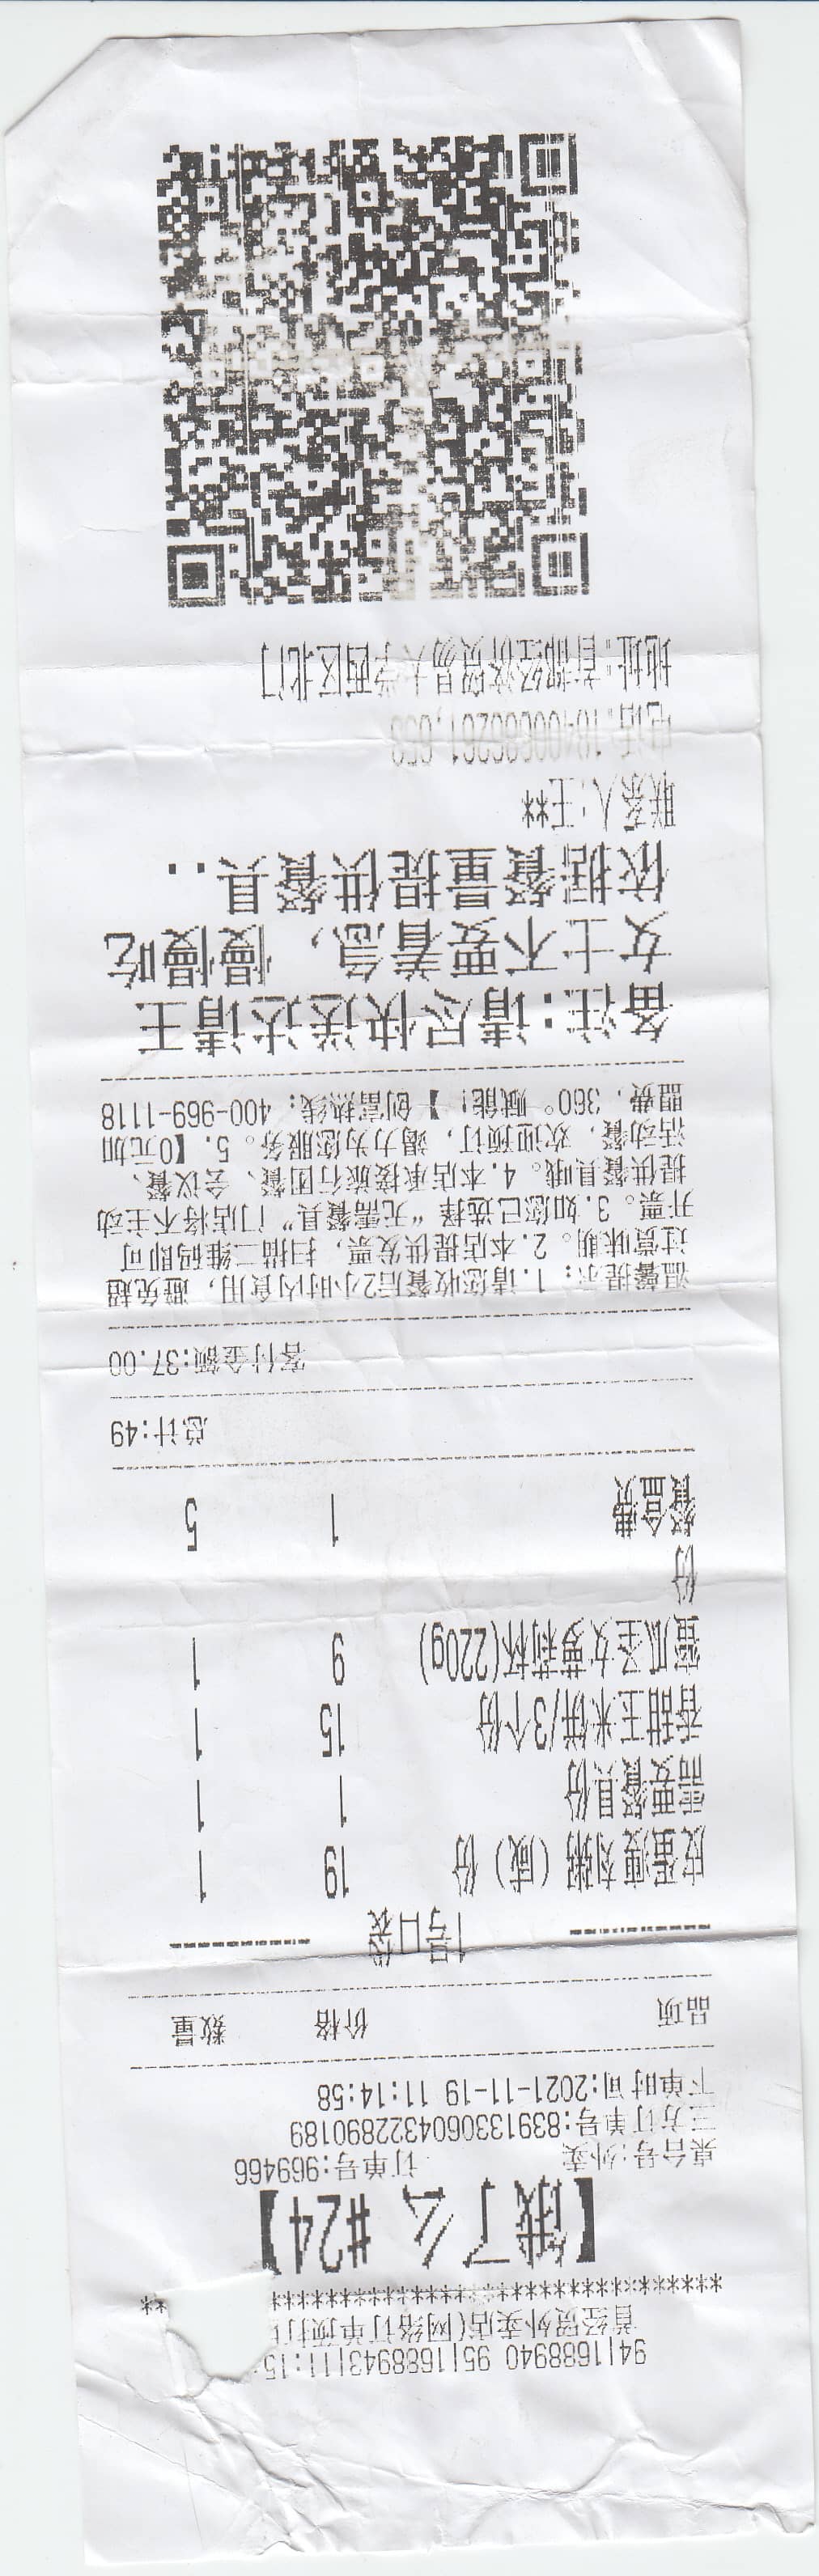 94|1688940 95|1688943|11:15:
首经贸外卖店(网络订单预打印
************************************ **
【饿了么 #24】
桌台号:外卖 订单号:969466
三方订单号:8391330604322890189
下单时间:2021-11-19 11:14:58
品项 价格 数量
1号口袋
皮蛋瘦肉粥（咸）份 19 1
需要餐具份 1 1
香甜玉米饼/3个份 15 1
蜜瓜圣女萝莉杯(220g) 9 1
份
餐盒费 1 5
总计:49
客付金额:37.00
温馨提示：1.请您收餐后2小时内食用，避免超
过赏味期。2.本店提供发票，扫描二维码即可
开票。3.如您已选择“无需餐具”门店将不主动
提供餐具哦。4.本店承接旅行团餐、会议餐、
活动餐，欢迎预订，竭力为您服务。5.【0元加
盟费，360°赋能！】创富热线：400-969-1118
备注:请尽快送达请王
女士不要着急，慢慢吃
依据餐量提供餐具..
联系人:王**
电话:
地址:首都经济贸易大学西区北门